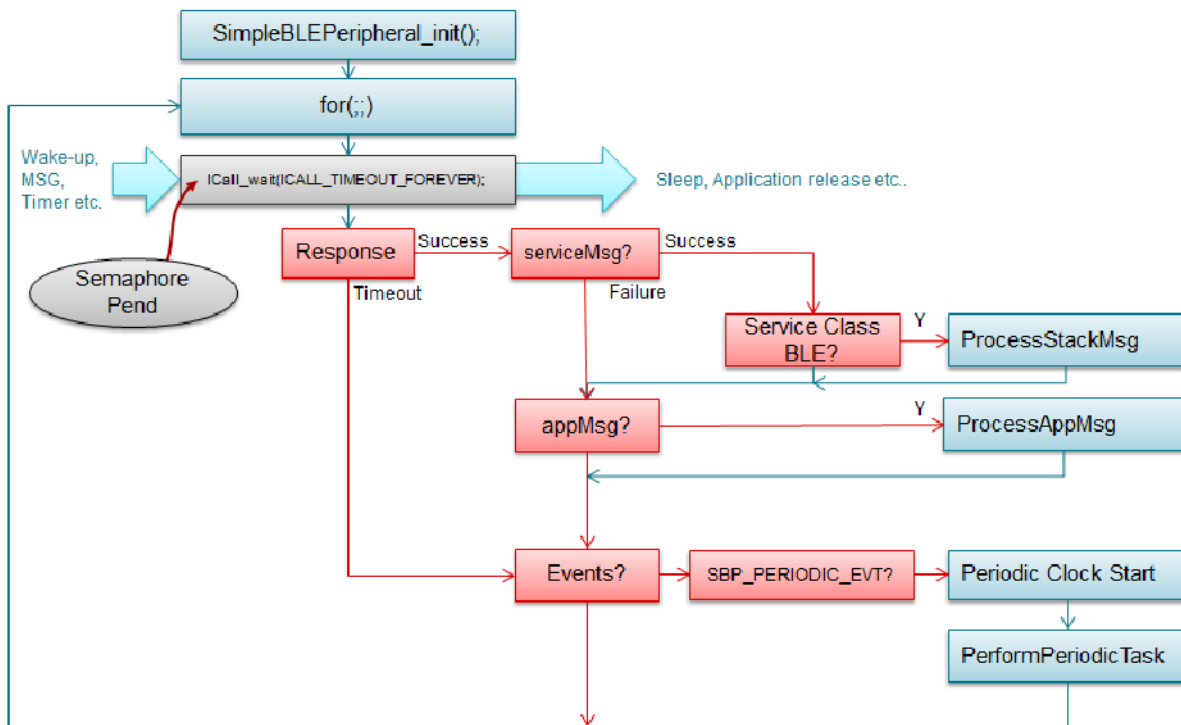 SimpleBLEPeripheral_init();
for(;;)
Wake-up,
MSG,
Timer etc.
ICall_wait(ICALL_TIMEOUT_FOREVER);
Sleep, Application release etc..
Semaphore
Pend
Response
Success
serviceMsg?
Success
Timeout
Failure
Service Class
BLE?
Y
ProcessStackMsg
appMsg?
Y
ProcessAppMsg
Events?
SBP_PERIODIC_EVT?
Periodic Clock Start
PerformPeriodicTask